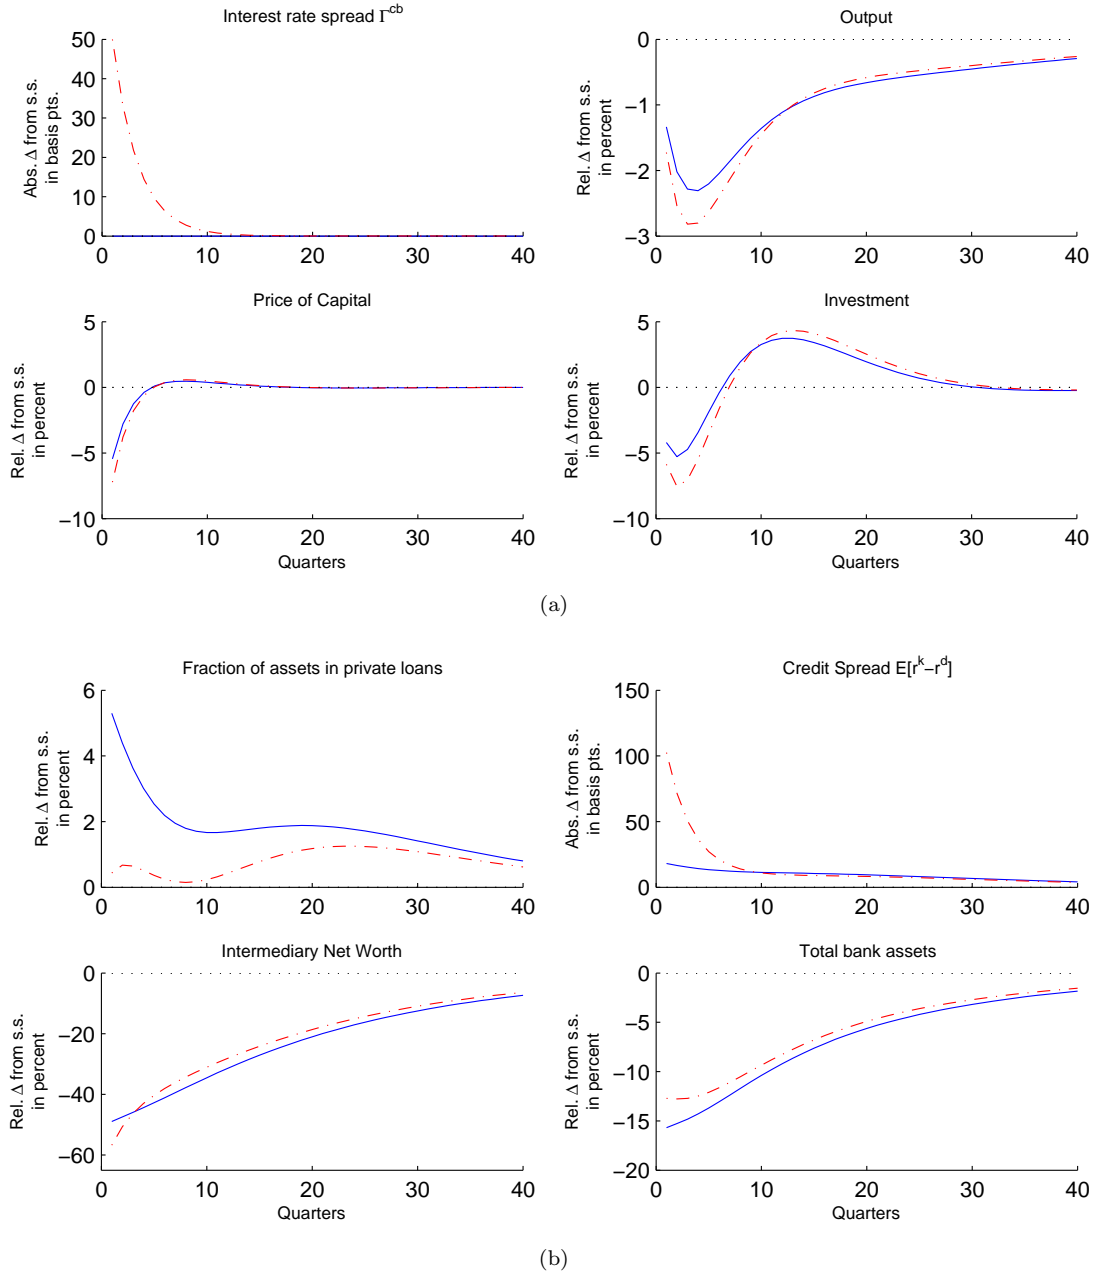 Interest rate spread Γ^cb
Abs. Δ from s.s.
in basis pts.
50
40
30
20
10
0
0
10
20
30
40
Output
Rel. Δ from s.s.
in percent
0
−1
−2
−3
0
10
20
30
40
Price of Capital
Rel. Δ from s.s.
in percent
5
0
−5
−10
0
10
20
30
40
Quarters
Investment
Rel. Δ from s.s.
in percent
5
0
−5
−10
0
10
20
30
40
Quarters
(a)
Fraction of assets in private loans
Rel. Δ from s.s.
in percent
6
4
2
0
0
10
20
30
40
Credit Spread E[r^k−r^d]
Abs. Δ from s.s.
in basis pts.
150
100
50
0
0
10
20
30
40
Intermediary Net Worth
Rel. Δ from s.s.
in percent
0
−20
−40
−60
0
10
20
30
40
Quarters
Total bank assets
Rel. Δ from s.s.
in percent
0
−5
−10
−15
−20
0
10
20
30
40
Quarters
(b)